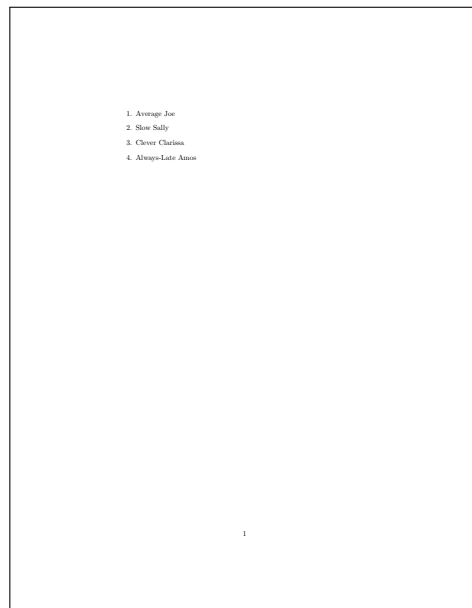 1. Average Joe
2. Slow Sally
3. Clever Clarissa
4. Always-Late Amos
1